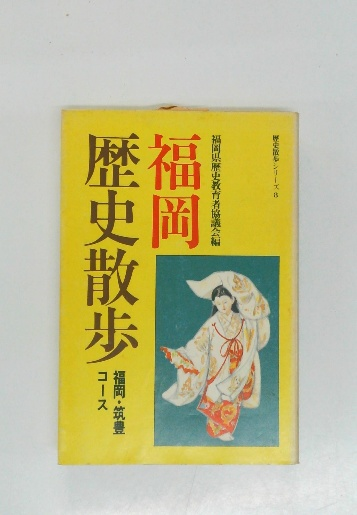 歴史散歩シリーズ 8
福岡県歴史教育者協議会編
福岡
歴史散歩
福岡・筑豊
コース